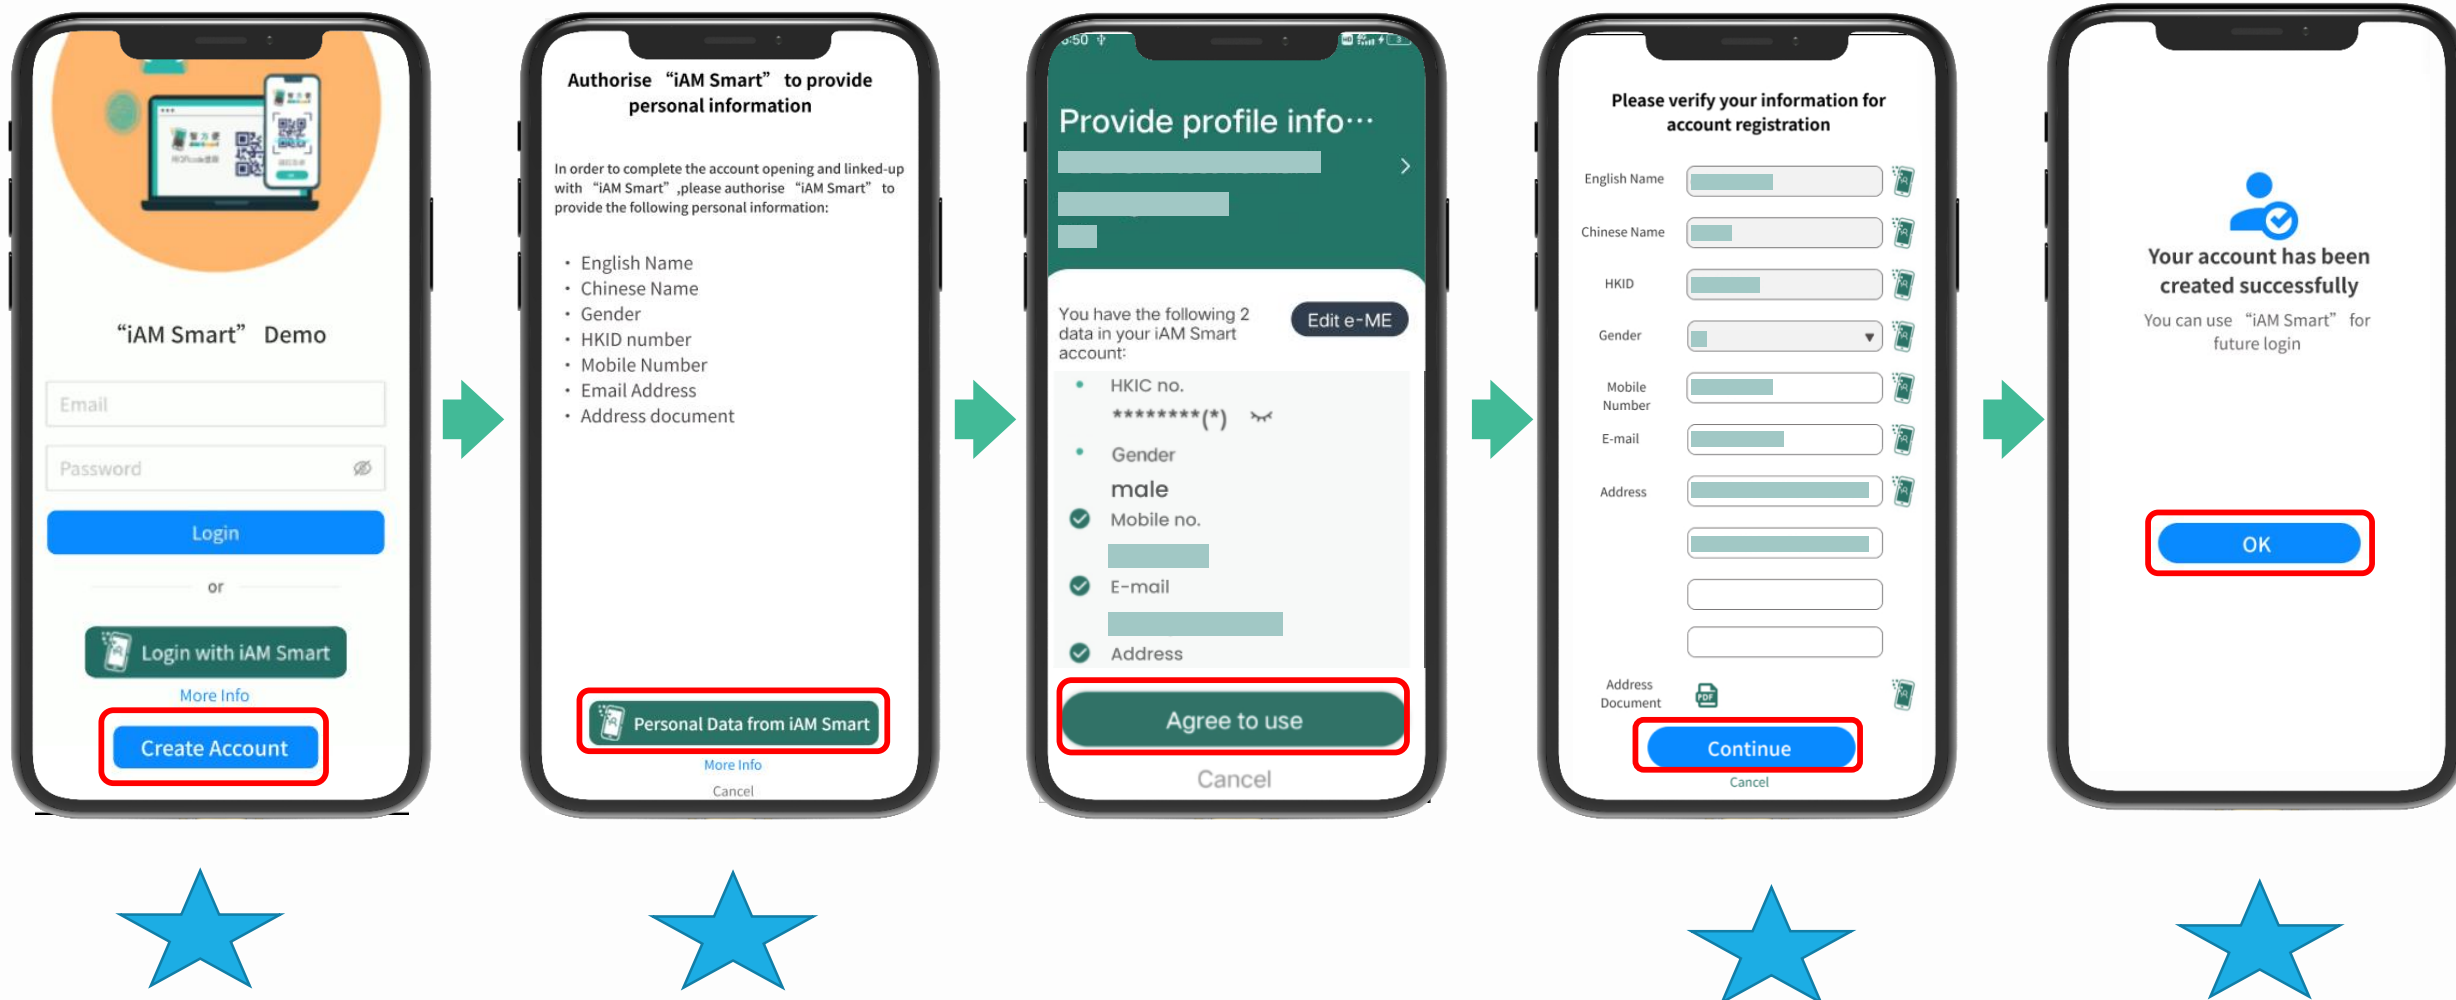 智方便
“iAM Smart” Demo
Email
Password
Login
or
Login with iAM Smart
More Info
Create Account
Authorise “iAM Smart” to provide
personal information
In order to complete the account opening and linked-up
with “iAM Smart” ,please authorise “iAM Smart” to
provide the following personal information:
• English Name
• Chinese Name
• Gender
• HKID number
• Mobile Number
• Email Address
• Address document
Personal Data from iAM Smart
More Info
Cancel
Provide profile info···
You have the following 2
data in your iAM Smart
account:
Edit e-ME
• HKIC no.
********(*)
• Gender
male
Mobile no.
E-mail
Address
Agree to use
Cancel
Please verify your information for
account registration
English Name
Chinese Name
HKID
Gender
Mobile
Number
E-mail
Address
Address
Document
PDF
Continue
Cancel
Your account has been
created successfully
You can use “iAM Smart” for
future login
OK